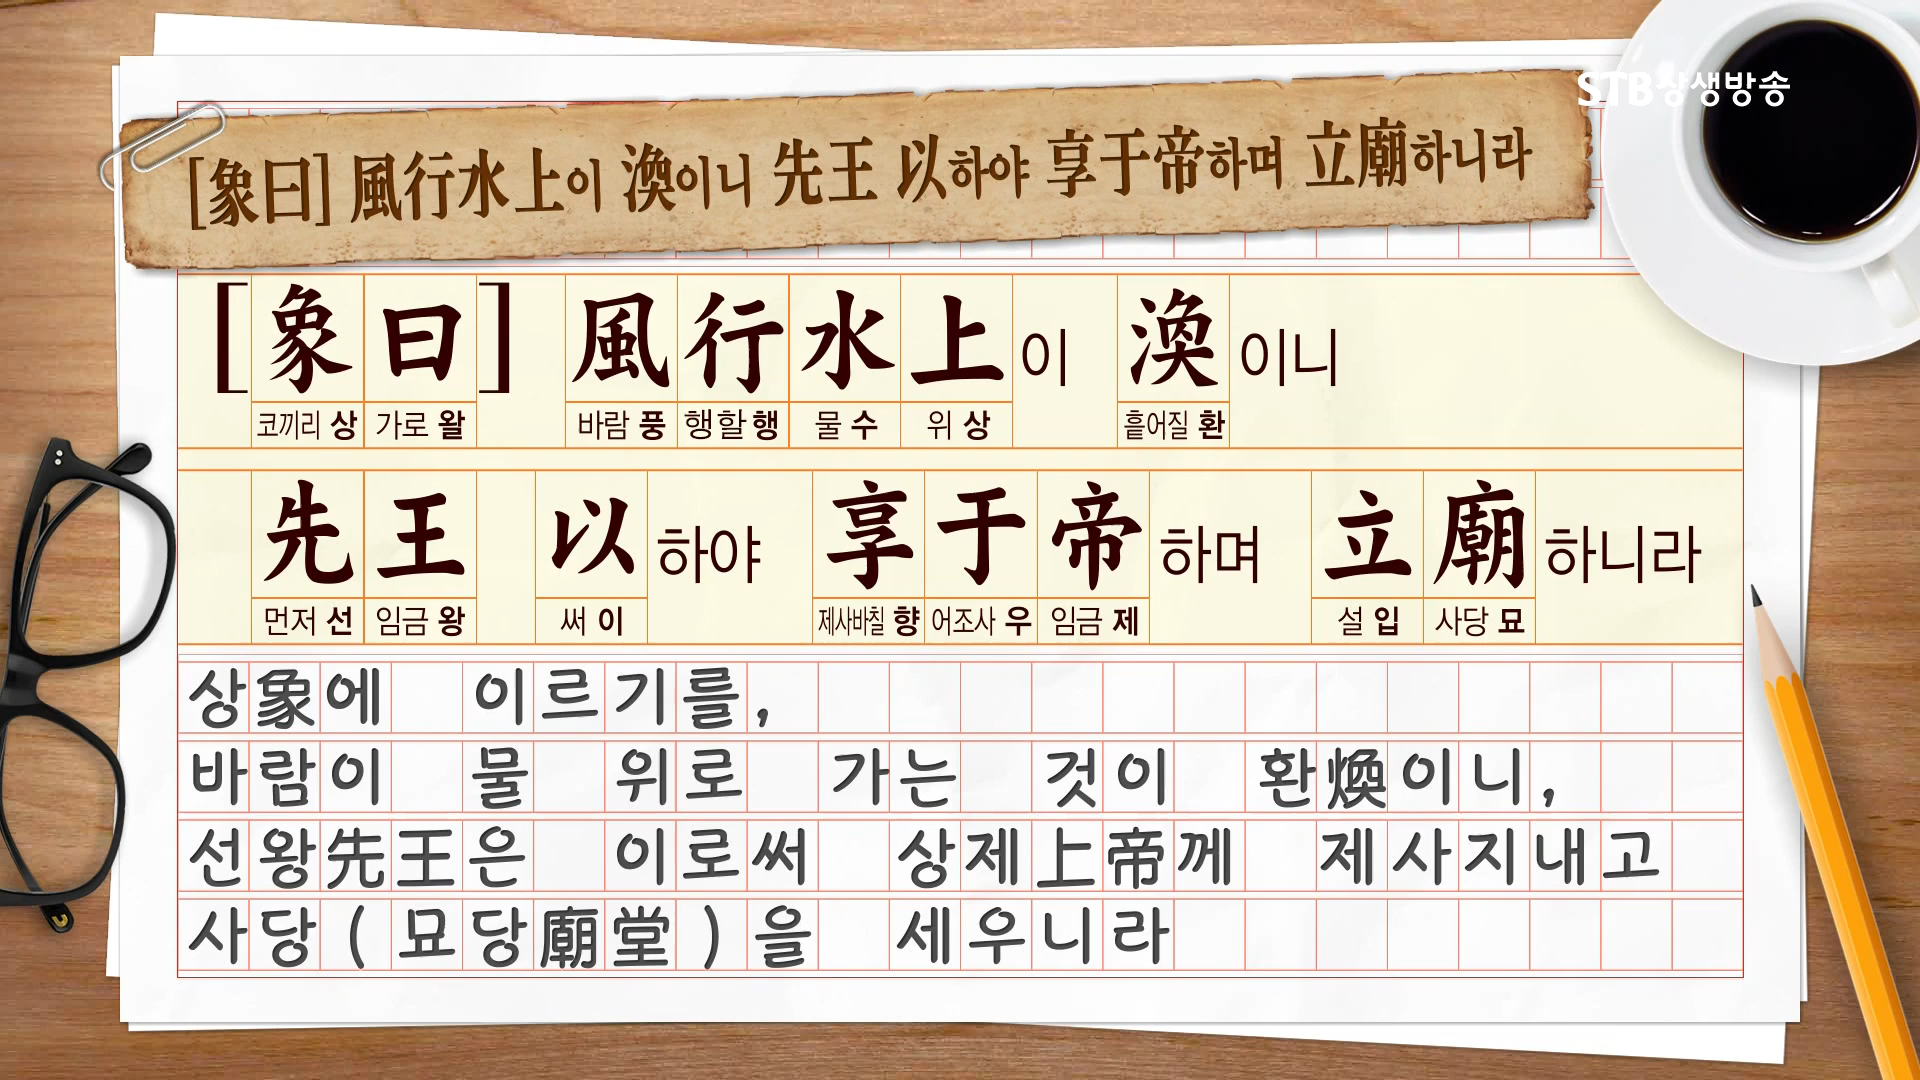 STB상생방송
[象曰] 風行水上이 渙이니 先王 以하야 享于帝하며 立廟하니라
[象曰] 風行水上이 渙이니
코끼리 상 가로 왈 바람 풍 행할 행 물 수 위 상 흩어질 환
先王 以하야 享于帝하며 立廟하니라
먼저 선 임금 왕 써 이 제사바칠 향 어조사 우 임금 제 설 입 사당 묘
상象에 이르기를,
바람이 물 위로 가는 것이 환煥이니,
선왕先王은 이로써 상제上帝께 제사지내고
사당(묘당廟堂)을 세우니라